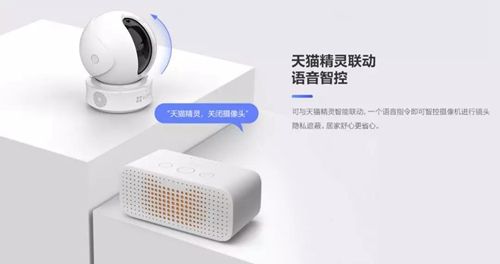 天猫精灵联动
语音智控
"天猫精灵，关闭摄像头"
可与天猫精灵智能联动，一个语音指令即可智控摄像机进行镜头
隐私遮蔽，居家舒心更省心。